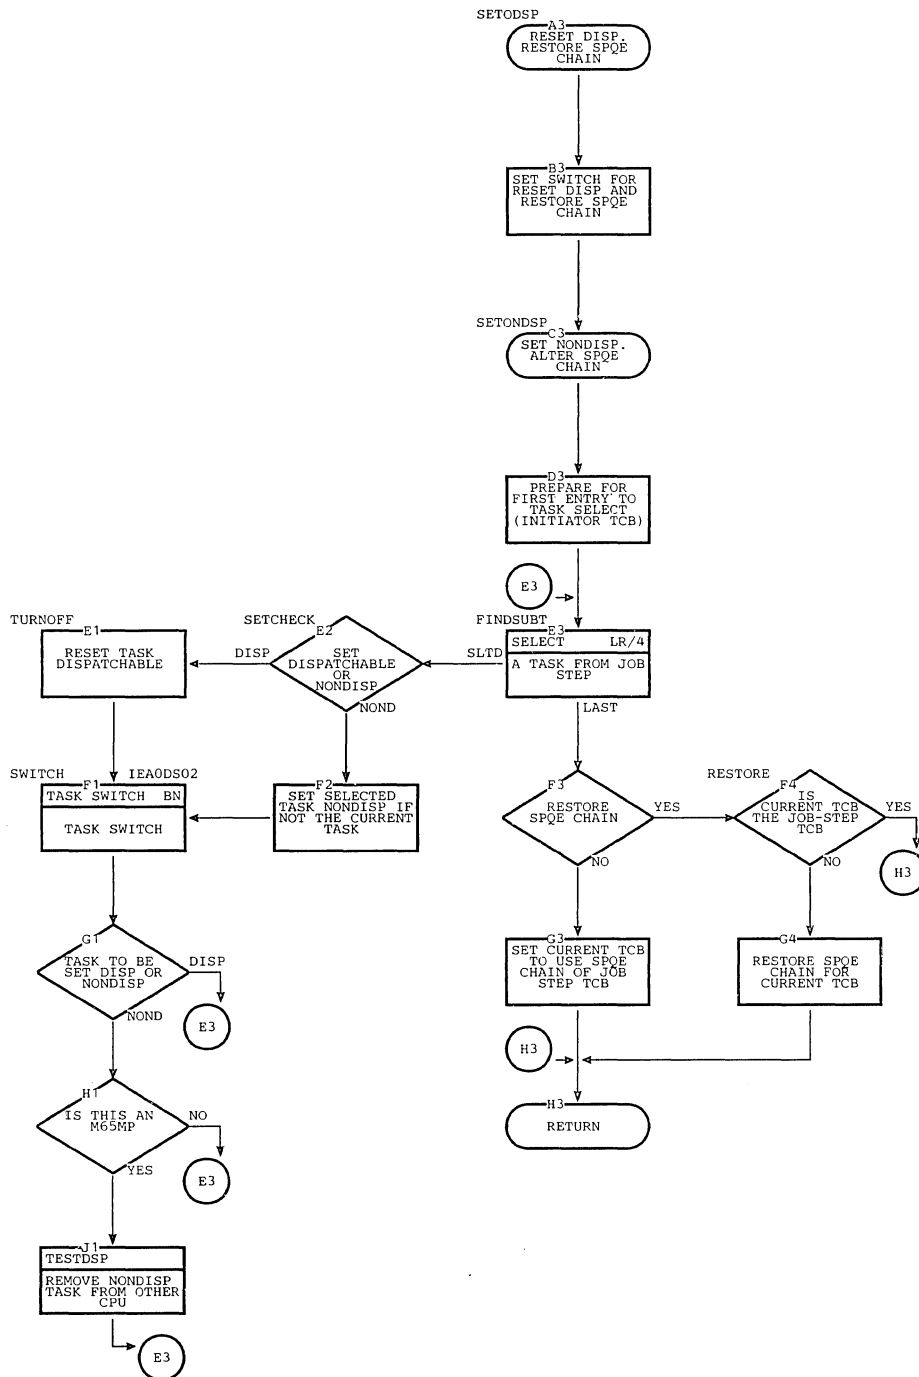 SETODSP
A3
RESET DISP.
RESTORE SPQE
CHAIN
B3
SET SWITCH FOR
RESET DISP AND
RESTORE SPQE
CHAIN
SETONDSP
C3
SET NONDISP.
ALTER SPQE
CHAIN
D3
PREPARE FOR
FIRST ENTRY TO
TASK SELECT
(INITIATOR TCB)
E3
TURNOFF
E1
RESET TASK
DISPATCHABLE
DISP
SETCHECK
E2
SET
DISPATCHABLE
OR
NONDISP
NOND
SLTD
FINDSUBT
E3
SELECT LR/4
A TASK FROM JOB
STEP
LAST
SWITCH
F1
IEA0DS02
TASK SWITCH BN
TASK SWITCH
F2
SET SELECTED
TASK NONDISP IF
NOT THE CURRENT
TASK
F3
RESTORE
SPQE CHAIN
YES
NO
RESTORE
F4
IS
CURRENT TCB
THE JOB-STEP
TCB
YES
NO
H3
G1
TASK TO BE
SET DISP OR
NONDISP
DISP
NOND
E3
G3
SET CURRENT TCB
TO USE SPQE
CHAIN OF JOB
STEP TCB
G4
RESTORE SPQE
CHAIN FOR
CURRENT TCB
H3
H1
IS THIS AN
M65MP
NO
YES
E3
H3
RETURN
J1
TESTDSP
REMOVE NONDISP
TASK FROM OTHER
CPU
E3